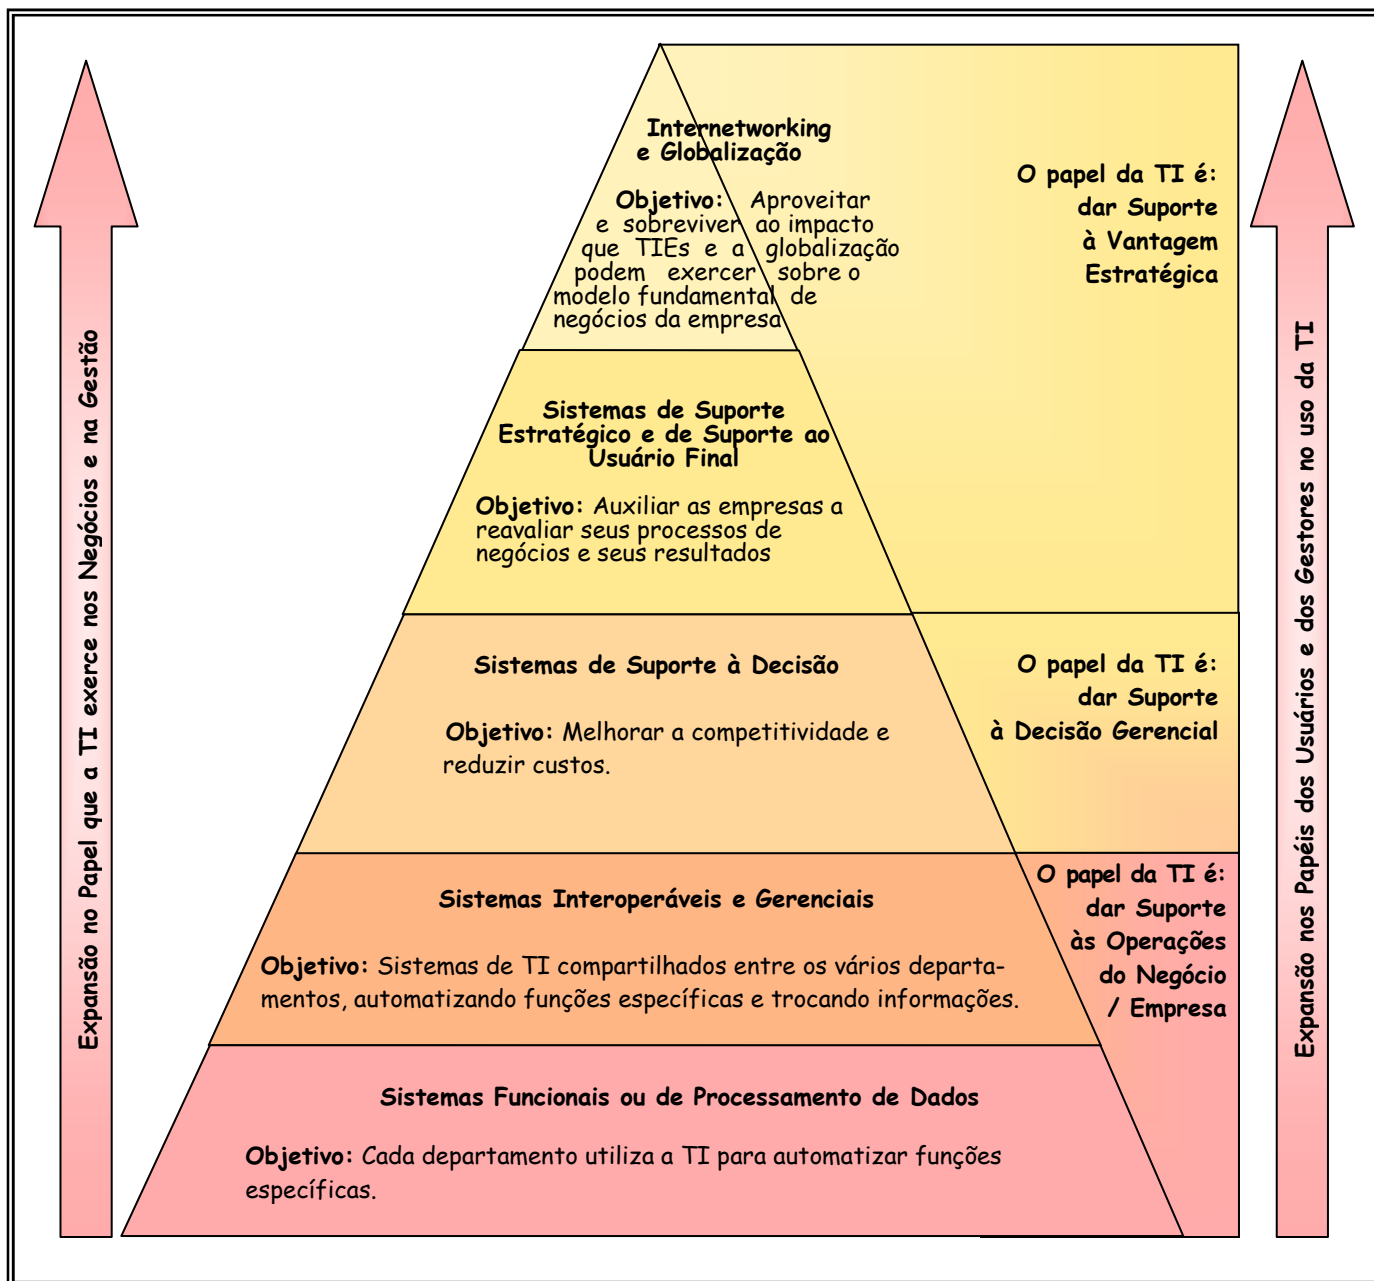 Internetworking
e Globalização
Objetivo: Aproveitar
e sobreviver ao impacto
que TIEs e a globalização
podem exercer sobre o
modelo fundamental de
negócios da empresa
O papel da TI é:
dar Suporte
à Vantagem
Estratégica
Sistemas de Suporte
Estratégico e de Suporte ao
Usuário Final
Objetivo: Auxiliar as empresas a
reavaliar seus processos de
negócios e seus resultados
Sistemas de Suporte à Decisão
Objetivo: Melhorar a competitividade e
reduzir custos.
O papel da TI é:
dar Suporte
à Decisão Gerencial
Sistemas Interoperáveis e Gerenciais
Objetivo: Sistemas de TI compartilhados entre os vários departa-
mentos, automatizando funções específicas e trocando informações.
O papel da TI é:
dar Suporte
às Operações
do Negócio
/ Empresa
Sistemas Funcionais ou de Processamento de Dados
Objetivo: Cada departamento utiliza a TI para automatizar funções
específicas.
Expansão no Papel que a TI exerce nos Negócios e na Gestão
Expansão nos Papéis dos Usuários e dos Gestores no uso da TI